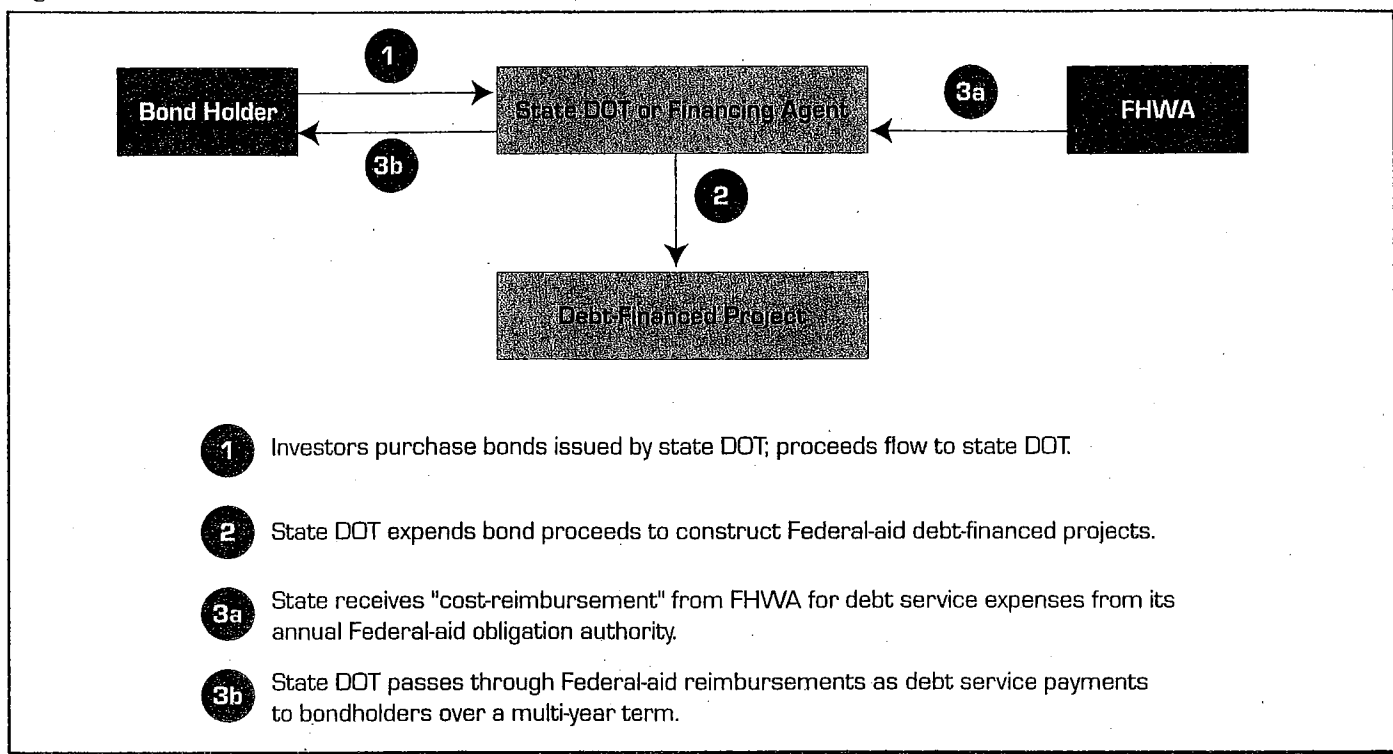 1
Bond Holder
State DOT or Financing Agent
3a
FHWA
3b
2
Debt-Financed Project
1 Investors purchase bonds issued by state DOT; proceeds flow to state DOT.
2 State DOT expends bond proceeds to construct Federal-aid debt-financed projects.
3a State receives "cost-reimbursement" from FHWA for debt service expenses from its
annual Federal-aid obligation authority.
3b State DOT passes through Federal-aid reimbursements as debt service payments
to bondholders over a multi-year term.